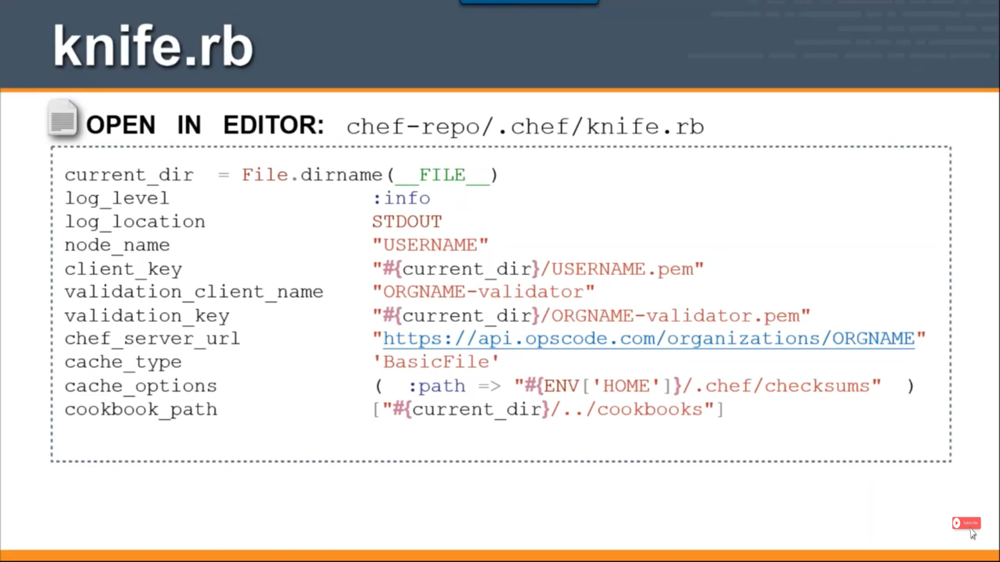 knife.rb
OPEN IN EDITOR: chef-repo/.chef/knife.rb
current_dir = File.dirname(__FILE__)
log_level :info
log_location STDOUT
node_name "USERNAME"
client_key "#{current_dir}/USERNAME.pem"
validation_client_name "ORGNAME-validator"
validation_key "#{current_dir}/ORGNAME-validator.pem"
chef_server_url "https://api.opscode.com/organizations/ORGNAME"
cache_type 'BasicFile'
cache_options ( :path => "#{ENV['HOME']}/.chef/checksums" )
cookbook_path ["#{current_dir}/../cookbooks"]
Subscribe